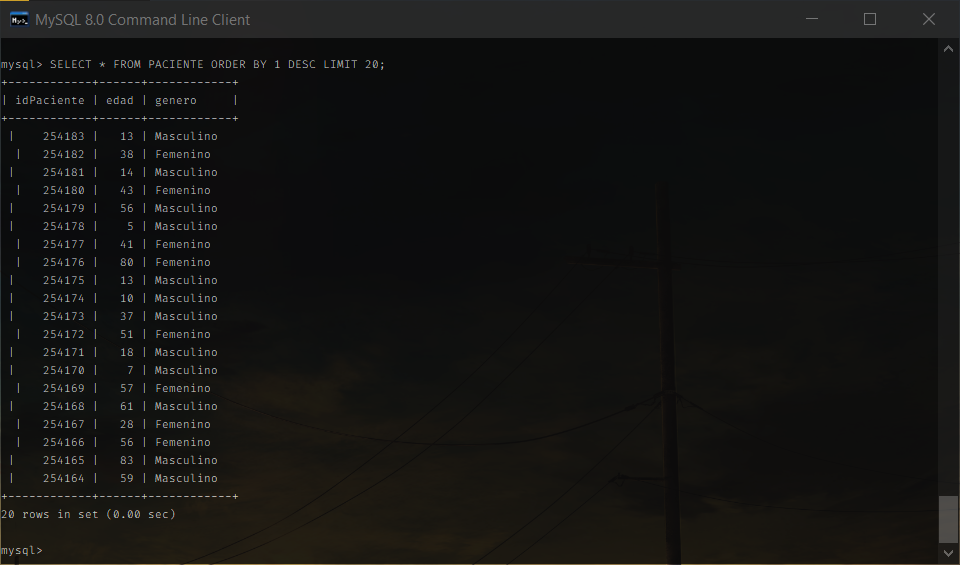 MySQL 8.0 Command Line Client
mysql> SELECT * FROM PACIENTE ORDER BY 1 DESC LIMIT 20;
+------------+------+------------+
| idPaciente | edad | genero     |
+------------+------+------------+
 |    254183 |   13 | Masculino
  |   254182 |   38 | Femenino
 |    254181 |   14 | Masculino
  |   254180 |   43 | Femenino
 |    254179 |   56 | Masculino
 |    254178 |    5 | Masculino
  |   254177 |   41 | Femenino
  |   254176 |   80 | Femenino
 |    254175 |   13 | Masculino
 |    254174 |   10 | Masculino
 |    254173 |   37 | Masculino
  |   254172 |   51 | Femenino
 |    254171 |   18 | Masculino
 |    254170 |    7 | Masculino
  |   254169 |   57 | Femenino
 |    254168 |   61 | Masculino
  |   254167 |   28 | Femenino
  |   254166 |   56 | Femenino
 |    254165 |   83 | Masculino
 |    254164 |   59 | Masculino
+------------+------+------------+
20 rows in set (0.00 sec)
mysql>